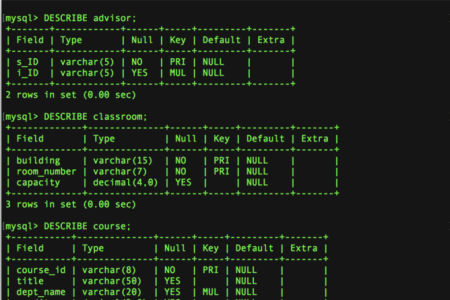 mysql> DESCRIBE advisor;
+-------+------------+------+-----+---------+-------+
| Field | Type | Null | Key | Default | Extra |
+-------+------------+------+-----+---------+-------+
| s_ID | varchar(5) | NO | PRI | NULL | |
| i_ID | varchar(5) | YES | MUL | NULL | |
+-------+------------+------+-----+---------+-------+
2 rows in set (0.00 sec)
mysql> DESCRIBE classroom;
+-------------+--------------+------+-----+---------+-------+
| Field | Type | Null | Key | Default | Extra |
+-------------+--------------+------+-----+---------+-------+
| building | varchar(15) | NO | PRI | NULL | |
| room_number | varchar(7) | NO | PRI | NULL | |
| capacity | decimal(4,0) | YES | | NULL | |
+-------------+--------------+------+-----+---------+-------+
3 rows in set (0.00 sec)
mysql> DESCRIBE course;
+-----------+-------------+------+-----+---------+-------+
| Field | Type | Null | Key | Default | Extra |
+-----------+-------------+------+-----+---------+-------+
| course_id | varchar(8) | NO | PRI | NULL | |
| title | varchar(50) | YES | | NULL | |
| dept_name | varchar(20) | YES | MUL | NULL | |